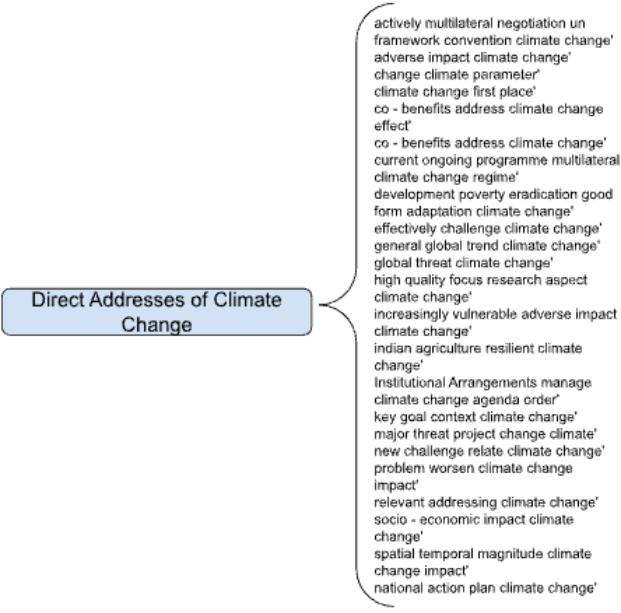 Direct Addresses of Climate
Change
actively multilateral negotiation un
framework convention climate change'
adverse impact climate change'
change climate parameter'
climate change first place'
co - benefits address climate change
effect'
co - benefits address climate change'
current ongoing programme multilateral
climate change regime'
development poverty eradication good
form adaptation climate change'
effectively challenge climate change'
general global trend climate change'
global threat climate change'
high quality focus research aspect
climate change'
increasingly vulnerable adverse impact
climate change'
indian agriculture resilient climate
change'
Institutional Arrangements manage
climate change agenda order'
key goal context climate change'
major threat project change climate'
new challenge relate climate change'
problem worsen climate change
impact'
relevant addressing climate change'
socio - economic impact climate
change'
spatial temporal magnitude climate
change impact'
national action plan climate change'